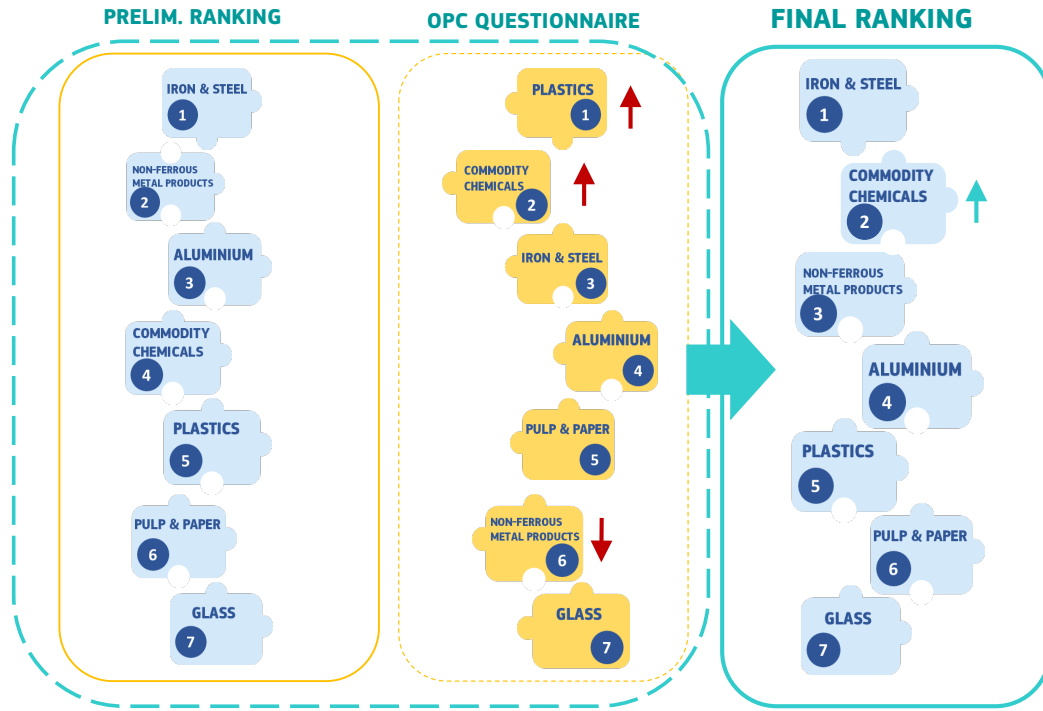 PRELIM. RANKING
IRON & STEEL
1
NON-FERROUS
METAL PRODUCTS
2
ALUMINIUM
3
COMMODITY
CHEMICALS
4
PLASTICS
5
PULP & PAPER
6
GLASS
7
OPC QUESTIONNAIRE
PLASTICS
1
COMMODITY
CHEMICALS
2
IRON & STEEL
3
ALUMINIUM
4
PULP & PAPER
5
NON-FERROUS
METAL PRODUCTS
6
GLASS
7
FINAL RANKING
IRON & STEEL
1
COMMODITY
CHEMICALS
2
NON-FERROUS
METAL PRODUCTS
3
ALUMINIUM
4
PLASTICS
5
PULP & PAPER
6
GLASS
7